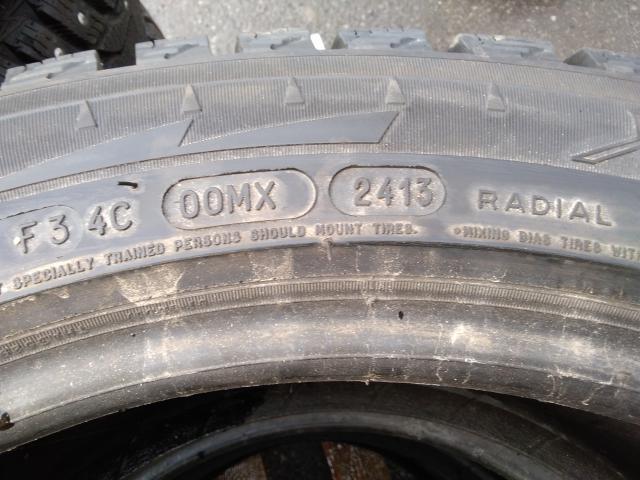 F3 4C 00MX 2413 RADIAL
SPECIALLY TRAINED PERSONS SHOULD MOUNT TIRES. •MIXING BIAS TIRES WITH